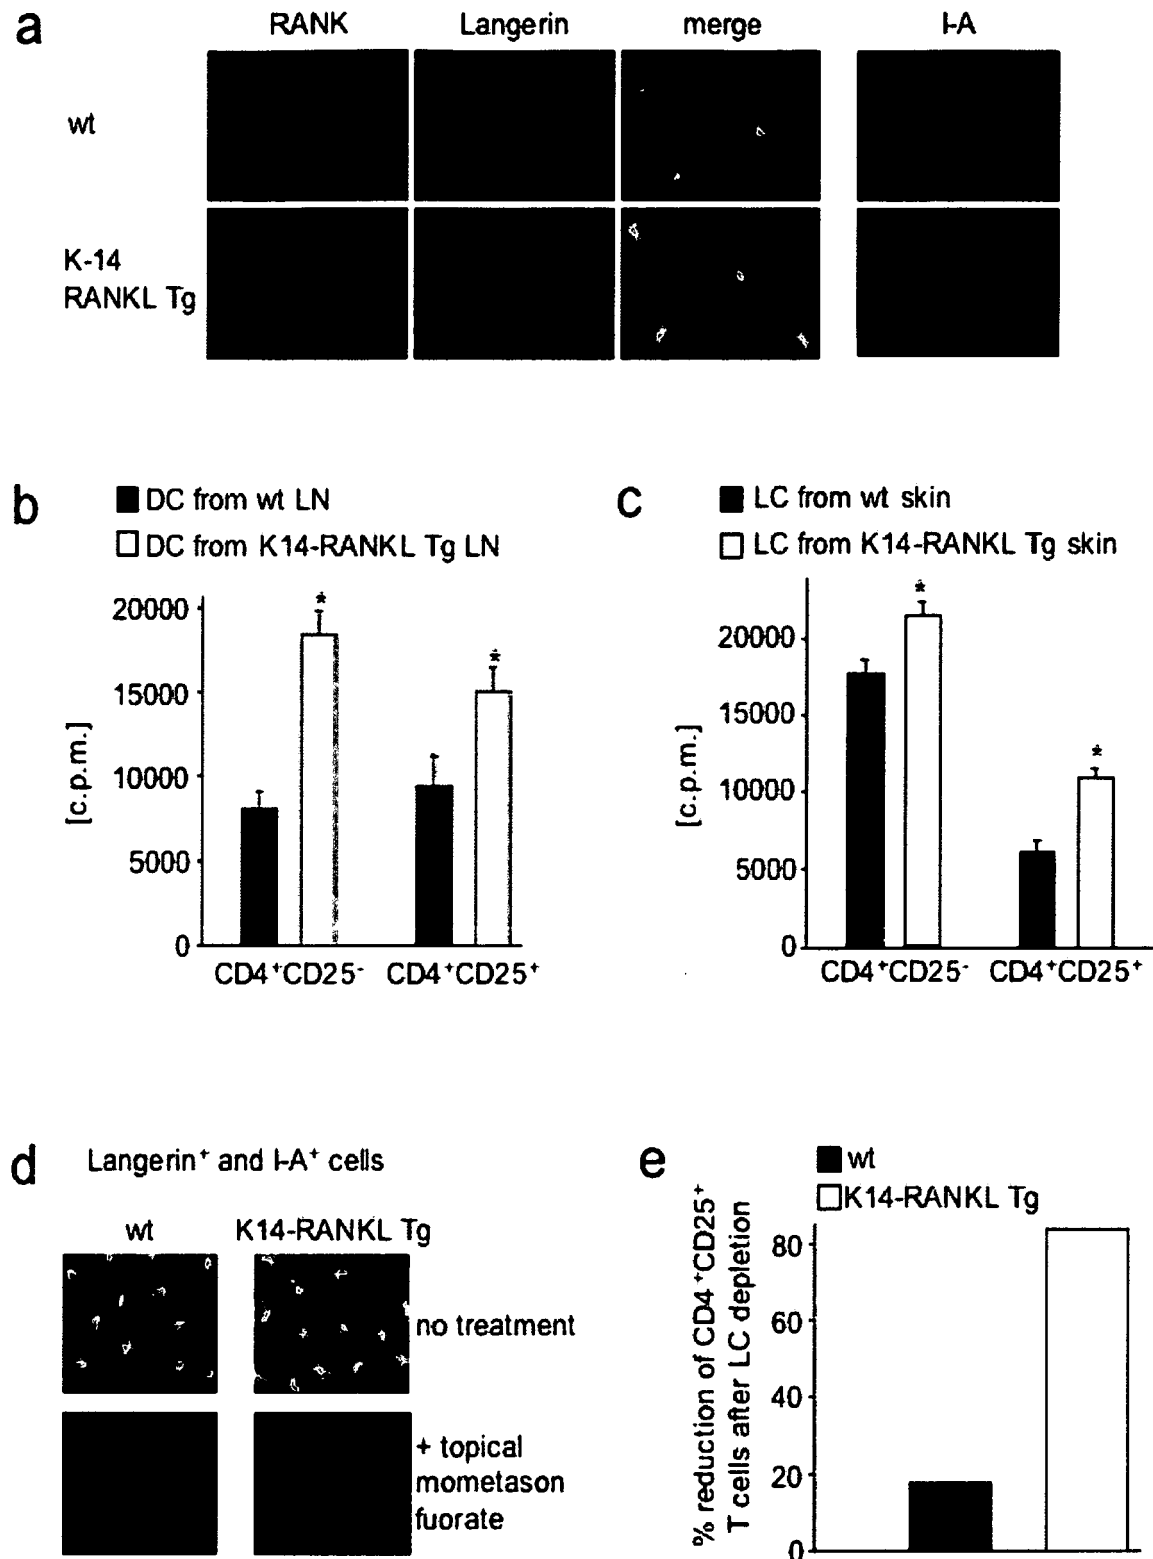 a
RANK Langerin merge I-A
wt
K-14
RANKL Tg
b
DC from wt LN
DC from K14-RANKL Tg LN
[c.p.m.]
20000
15000
10000
5000
0
* *
CD4⁺CD25⁻ CD4⁺CD25⁺
c
LC from wt skin
LC from K14-RANKL Tg skin
[c.p.m.]
20000
15000
10000
5000
0
* *
CD4⁺CD25⁻ CD4⁺CD25⁺
d
Langerin⁺ and I-A⁺ cells
wt K14-RANKL Tg
no treatment
+ topical
mometason
fuorate
e
wt
K14-RANKL Tg
% reduction of CD4⁺CD25⁺
T cells after LC depletion
80
60
40
20
0